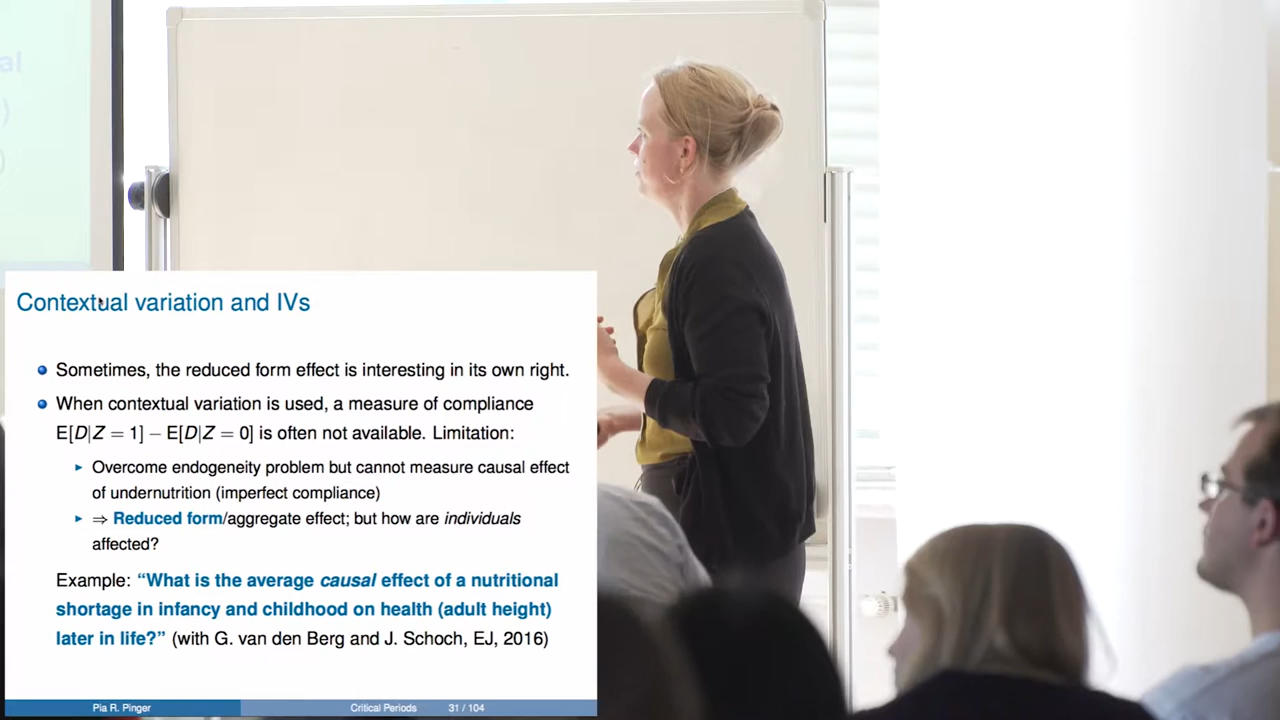 al
)
)
Contextual variation and IVs
Sometimes, the reduced form effect is interesting in its own right.
When contextual variation is used, a measure of compliance
E[D|Z = 1] − E[D|Z = 0] is often not available. Limitation:
Overcome endogeneity problem but cannot measure causal effect
of undernutrition (imperfect compliance)
⇒ Reduced form/aggregate effect; but how are individuals
affected?
Example: “What is the average causal effect of a nutritional
shortage in infancy and childhood on health (adult height)
later in life?” (with G. van den Berg and J. Schoch, EJ, 2016)
Pia R. Pinger
Critical Periods
31 / 104